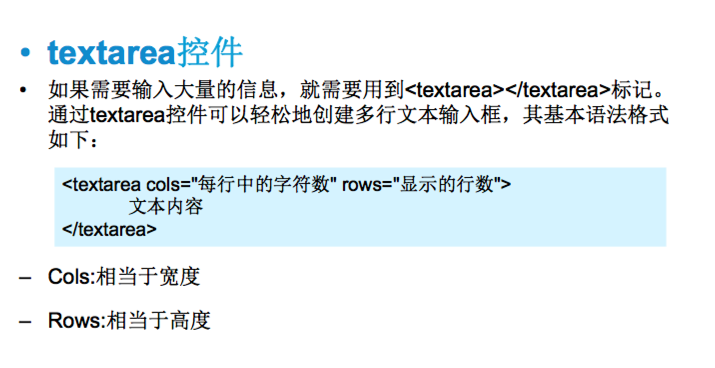 • textarea控件
• 如果需要输入大量的信息，就需要用到<textarea></textarea>标记。
通过textarea控件可以轻松地创建多行文本输入框，其基本语法格式
如下：
<textarea cols="每行中的字符数" rows="显示的行数">
文本内容
</textarea>
– Cols:相当于宽度
– Rows:相当于高度